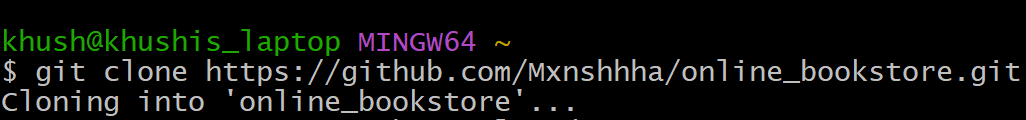 khush@khushis_laptop MINGW64 ~
$ git clone https://github.com/Mxnshhha/online_bookstore.git
Cloning into 'online_bookstore'...